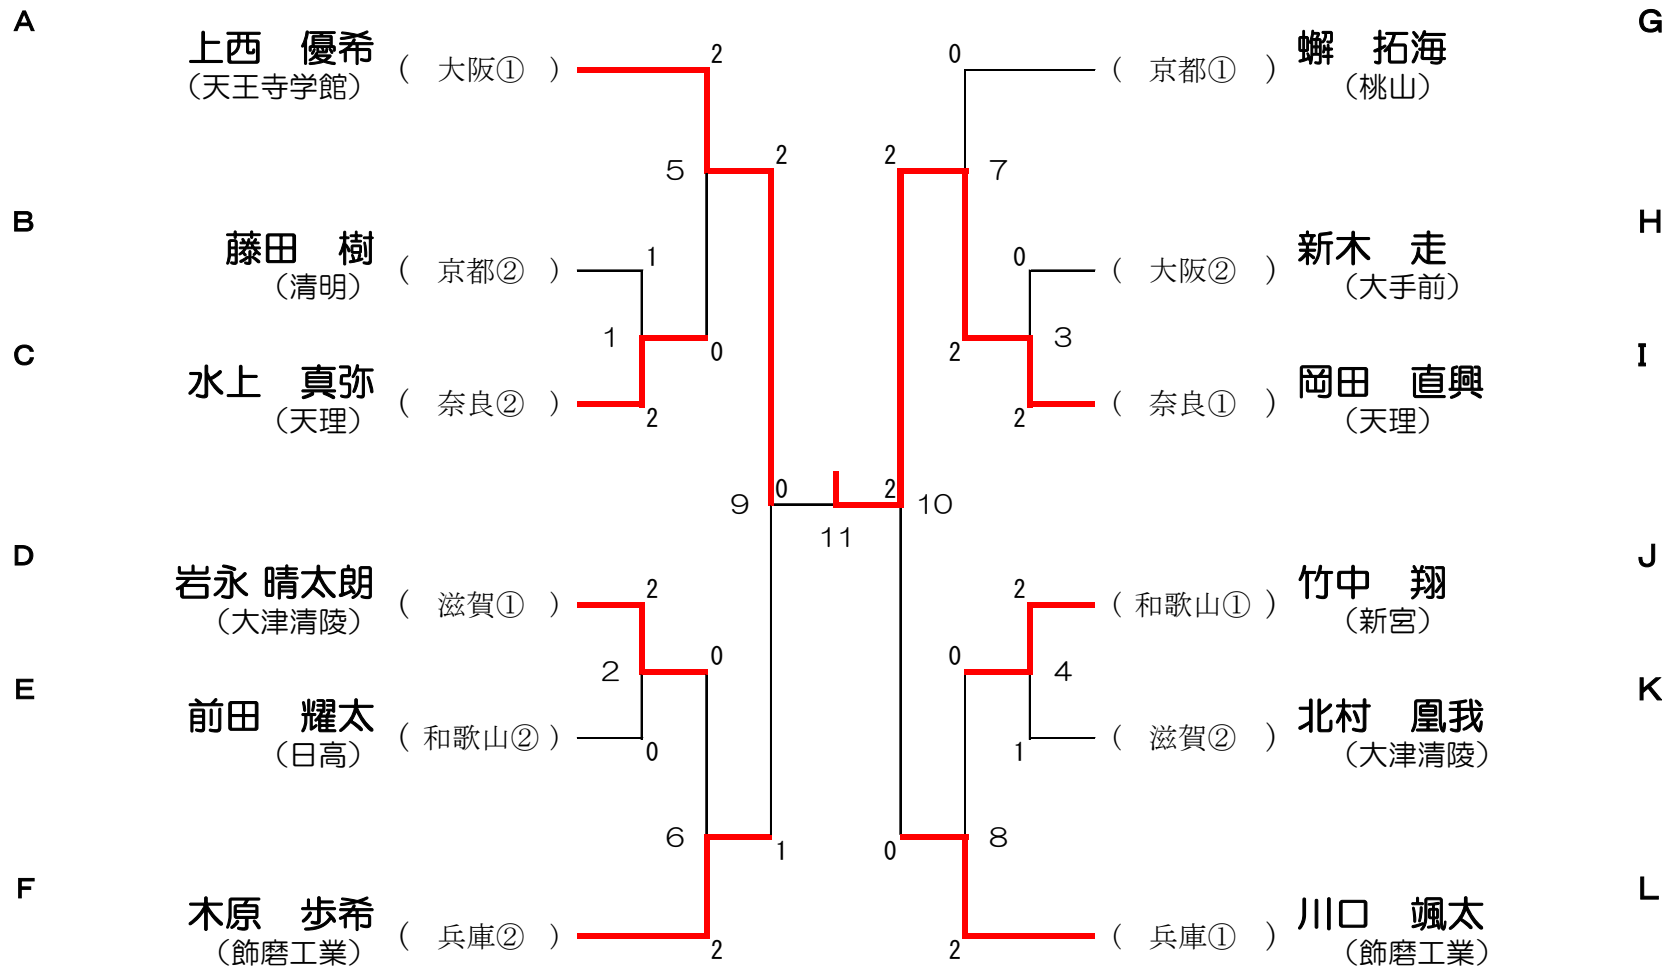 A
上西　優希
（天王寺学館）
（　大阪①　）
2
B
藤田　樹
（清明）
（　京都②　）
1
5
2
C
水上　真弥
（天理）
（　奈良②　）
1
2
0
D
岩永 晴太朗
（大津清陵）
（　滋賀①　）
2
9
0
E
前田　耀太
（日高）
（ 和歌山② ）
2
0
0
F
木原　歩希
（飾磨工業）
（　兵庫②　）
6
2
1
11
G
蠏　拓海
（桃山）
（　京都①　）
0
2
7
H
新木　走
（大手前）
（　大阪②　）
0
3
I
岡田　直興
（天理）
（　奈良①　）
2
2
2
10
J
竹中　翔
（新宮）
（ 和歌山① ）
2
0
4
K
北村　凰我
（大津清陵）
（　滋賀②　）
1
0
8
L
川口　颯太
（飾磨工業）
（　兵庫①　）
2